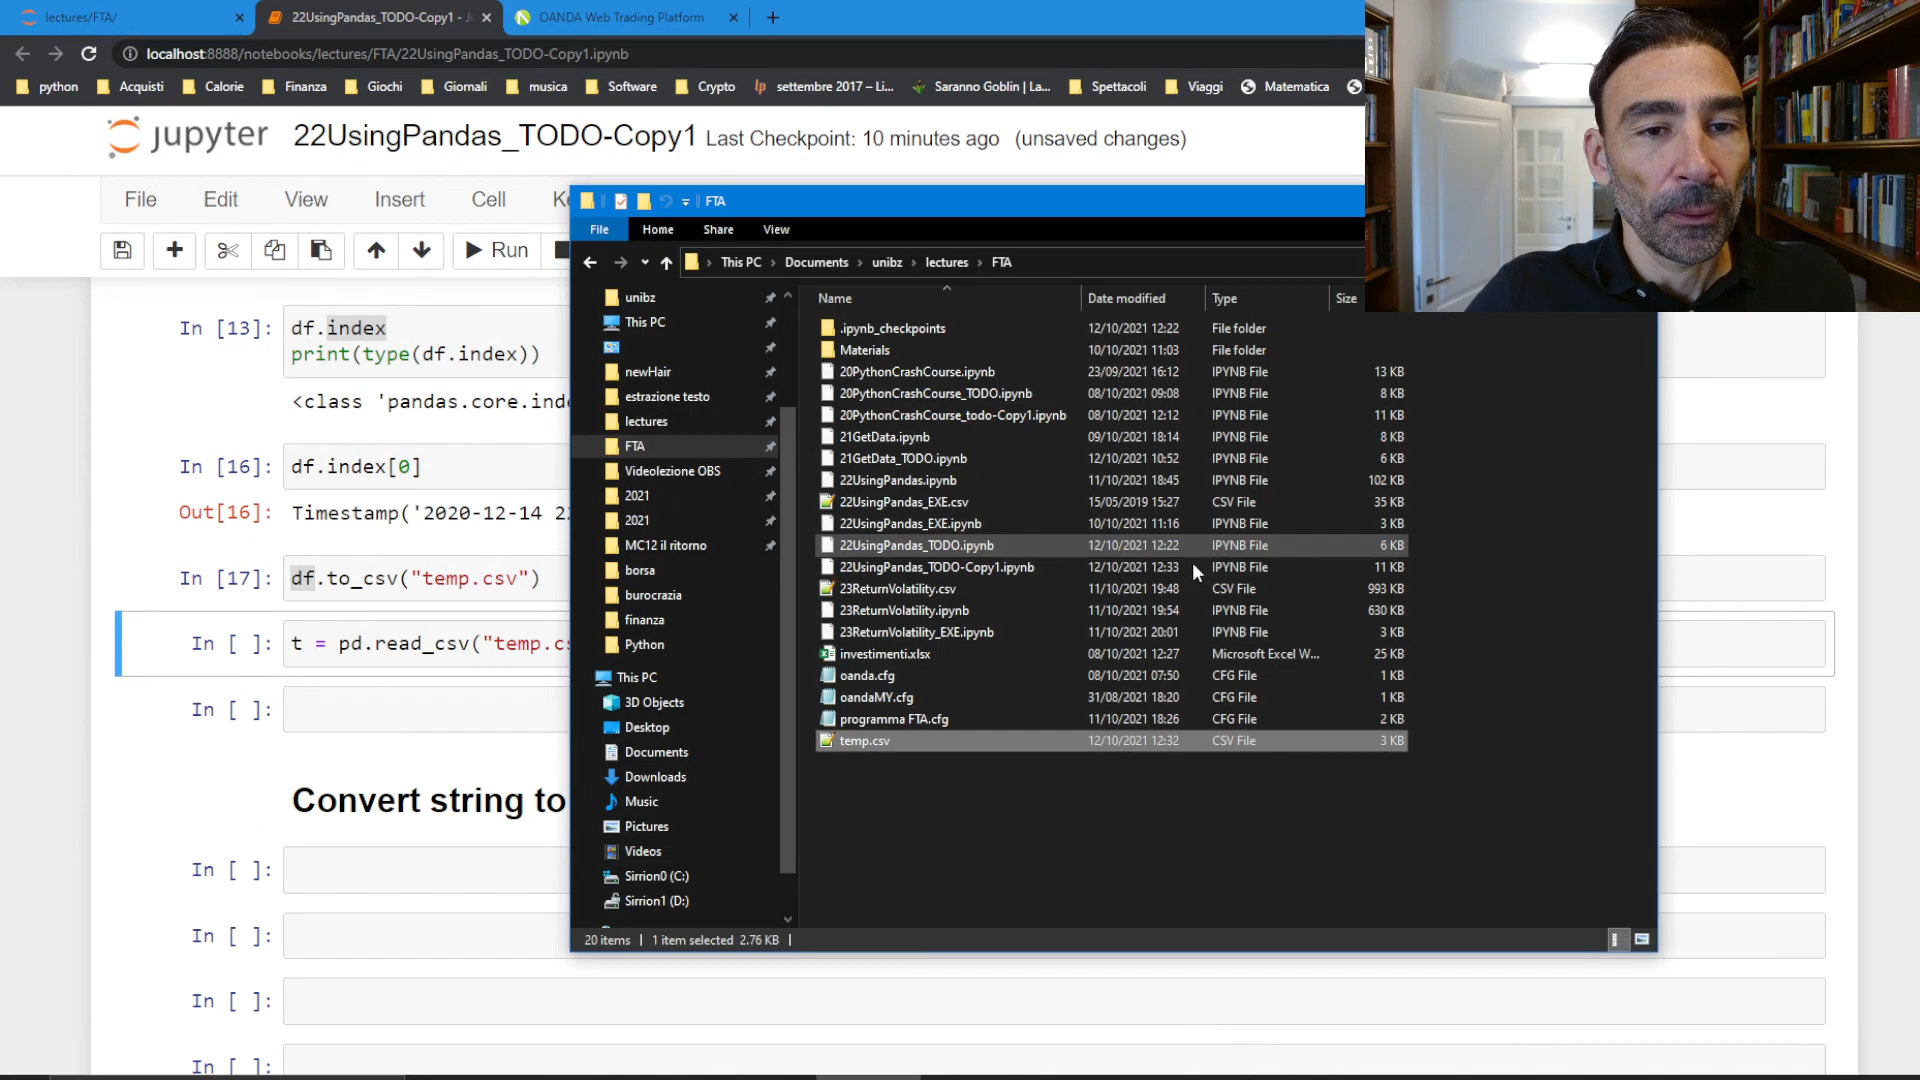 lectures/FTA/
22UsingPandas_TODO-Copy1 - J
OANDA Web Trading Platform
localhost:8888/notebooks/lectures/FTA/22UsingPandas_TODO-Copy1.ipynb
python Acquisti Calorie Finanza Giochi Giornali musica Software Crypto settembre 2017 – Li... Saranno Goblin | La... Spettacoli Viaggi Matematica
jupyter 22UsingPandas_TODO-Copy1 Last Checkpoint: 10 minutes ago (unsaved changes)
File Edit View Insert Cell Ke
Run
In [13]: df.index
print(type(df.index))
<class 'pandas.core.ind
In [16]: df.index[0]
Out[16]: Timestamp('2020-12-14 22
In [17]: df.to_csv("temp.csv")
In [ ]: t = pd.read_csv("temp.cs
In [ ]:
Convert string to
In [ ]:
In [ ]:
In [ ]:
In [ ]:
FTA
File Home Share View
This PC › Documents › unibz › lectures › FTA
unibz
This PC
newHair
estrazione testo
lectures
FTA
Videolezione OBS
2021
2021
MC12 il ritorno
borsa
burocrazia
finanza
Python
This PC
3D Objects
Desktop
Documents
Downloads
Music
Pictures
Videos
Sirrion0 (C:)
Sirrion1 (D:)
Name Date modified Type Size
.ipynb_checkpoints 12/10/2021 12:22 File folder
Materials 10/10/2021 11:03 File folder
20PythonCrashCourse.ipynb 23/09/2021 16:12 IPYNB File 13 KB
20PythonCrashCourse_TODO.ipynb 08/10/2021 09:08 IPYNB File 8 KB
20PythonCrashCourse_todo-Copy1.ipynb 08/10/2021 12:12 IPYNB File 11 KB
21GetData.ipynb 09/10/2021 18:14 IPYNB File 8 KB
21GetData_TODO.ipynb 12/10/2021 10:52 IPYNB File 6 KB
22UsingPandas.ipynb 11/10/2021 18:45 IPYNB File 102 KB
22UsingPandas_EXE.csv 15/05/2019 15:27 CSV File 35 KB
22UsingPandas_EXE.ipynb 10/10/2021 11:16 IPYNB File 3 KB
22UsingPandas_TODO.ipynb 12/10/2021 12:22 IPYNB File 6 KB
22UsingPandas_TODO-Copy1.ipynb 12/10/2021 12:33 IPYNB File 11 KB
23ReturnVolatility.csv 11/10/2021 19:48 CSV File 993 KB
23ReturnVolatility.ipynb 11/10/2021 19:54 IPYNB File 630 KB
23ReturnVolatility_EXE.ipynb 11/10/2021 20:01 IPYNB File 3 KB
investimenti.xlsx 08/10/2021 12:27 Microsoft Excel W... 25 KB
oanda.cfg 08/10/2021 07:50 CFG File 1 KB
oandaMY.cfg 31/08/2021 18:20 CFG File 1 KB
programma FTA.cfg 11/10/2021 18:26 CFG File 2 KB
temp.csv 12/10/2021 12:32 CSV File 3 KB
20 items 1 item selected 2.76 KB